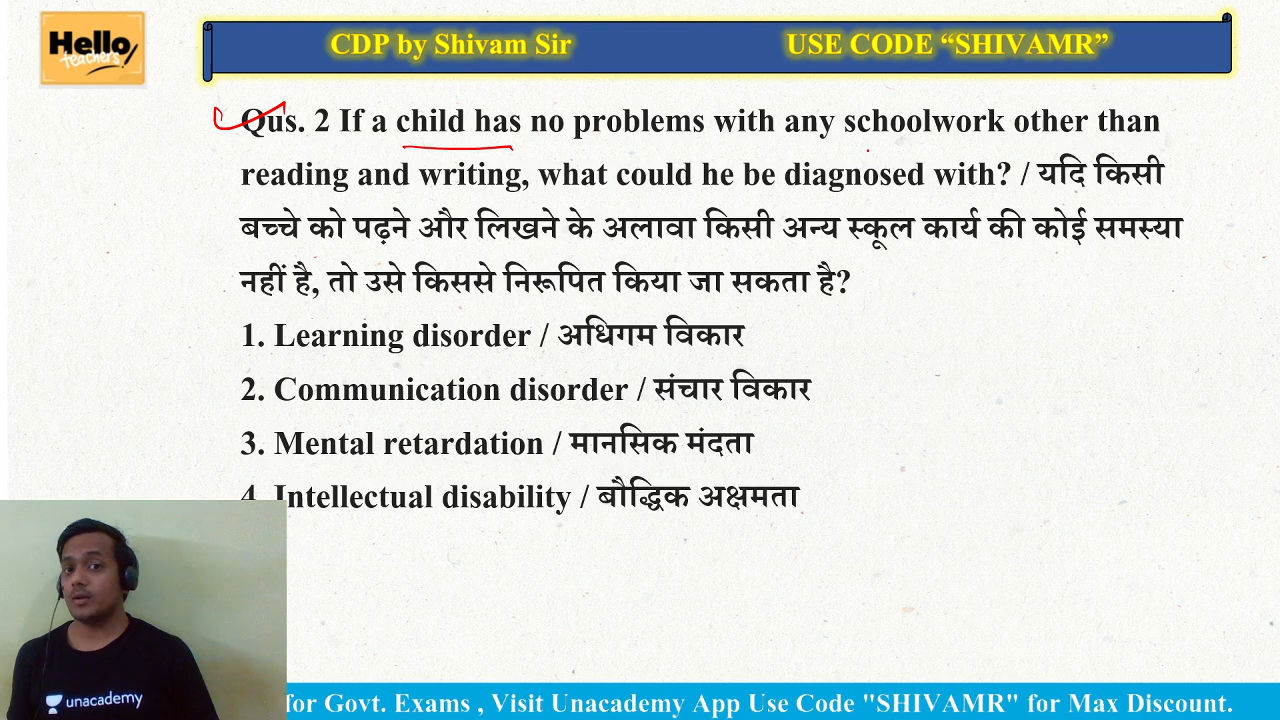 Hello
teachers!
CDP by Shivam Sir
USE CODE “SHIVAMR”
Qus. 2 If a child has no problems with any schoolwork other than
reading and writing, what could he be diagnosed with? / यदि किसी
बच्चे को पढ़ने और लिखने के अलावा किसी अन्य स्कूल कार्य की कोई समस्या
नहीं है, तो उसे किससे निरूपित किया जा सकता है?
1. Learning disorder / अधिगम विकार
2. Communication disorder / संचार विकार
3. Mental retardation / मानसिक मंदता
4. Intellectual disability / बौद्धिक अक्षमता
unacademy
for Govt. Exams , Visit Unacademy App Use Code "SHIVAMR" for Max Discount.